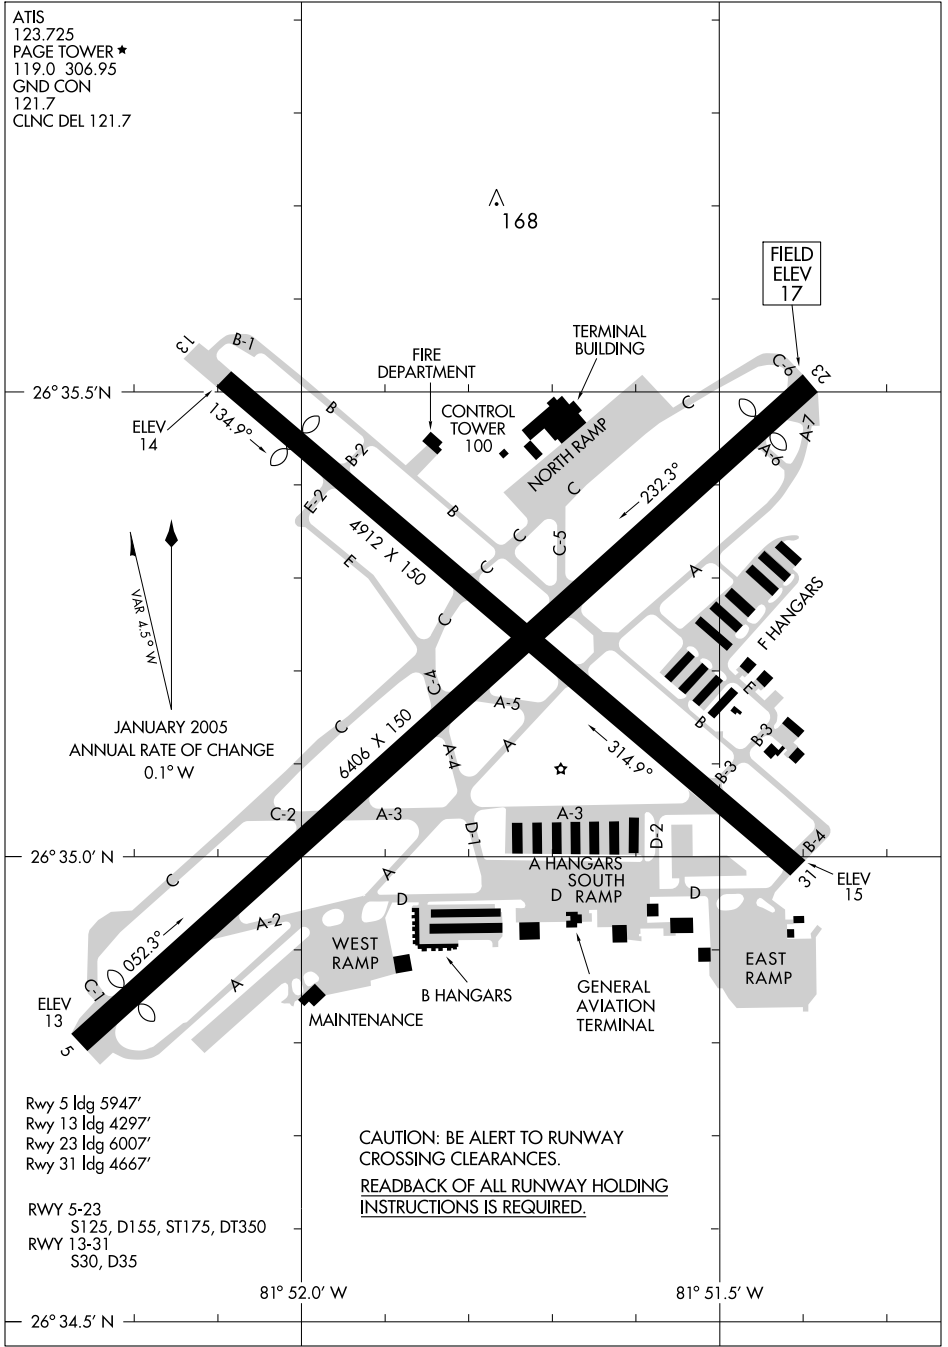 ATIS
123.725
PAGE TOWER ★
119.0 306.95
GND CON
121.7
CLNC DEL 121.7
168
FIELD
ELEV
17
TERMINAL
BUILDING
FIRE
DEPARTMENT
CONTROL
TOWER
100
NORTH RAMP
13
B-1
C-6
23
26° 35.5' N
ELEV
14
134.9°
B
B-2
E-2
4912 X 150
E
B
C
C
C
C
C-5
232.3°
A-7
A-6
A
F HANGARS
VAR 4.5° W
C
C-4
A-5
E
B
B-3
JANUARY 2005
ANNUAL RATE OF CHANGE
0.1° W
C
6406 X 150
A-4
A
314.9°
B-3
C-2
A-3
D-1
A-3
D-2
B-4
26° 35.0' N
A HANGARS
SOUTH
RAMP
D
31
ELEV
15
C
A
D
D
A-2
052.3°
WEST
RAMP
EAST
RAMP
C-1
A
B HANGARS
GENERAL
AVIATION
TERMINAL
ELEV
13
MAINTENANCE
5
Rwy 5 ldg 5947'
Rwy 13 ldg 4297'
Rwy 23 ldg 6007'
Rwy 31 ldg 4667'
CAUTION: BE ALERT TO RUNWAY
CROSSING CLEARANCES.
READBACK OF ALL RUNWAY HOLDING
INSTRUCTIONS IS REQUIRED.
RWY 5-23
S125, D155, ST175, DT350
RWY 13-31
S30, D35
81° 52.0' W
81° 51.5' W
26° 34.5' N